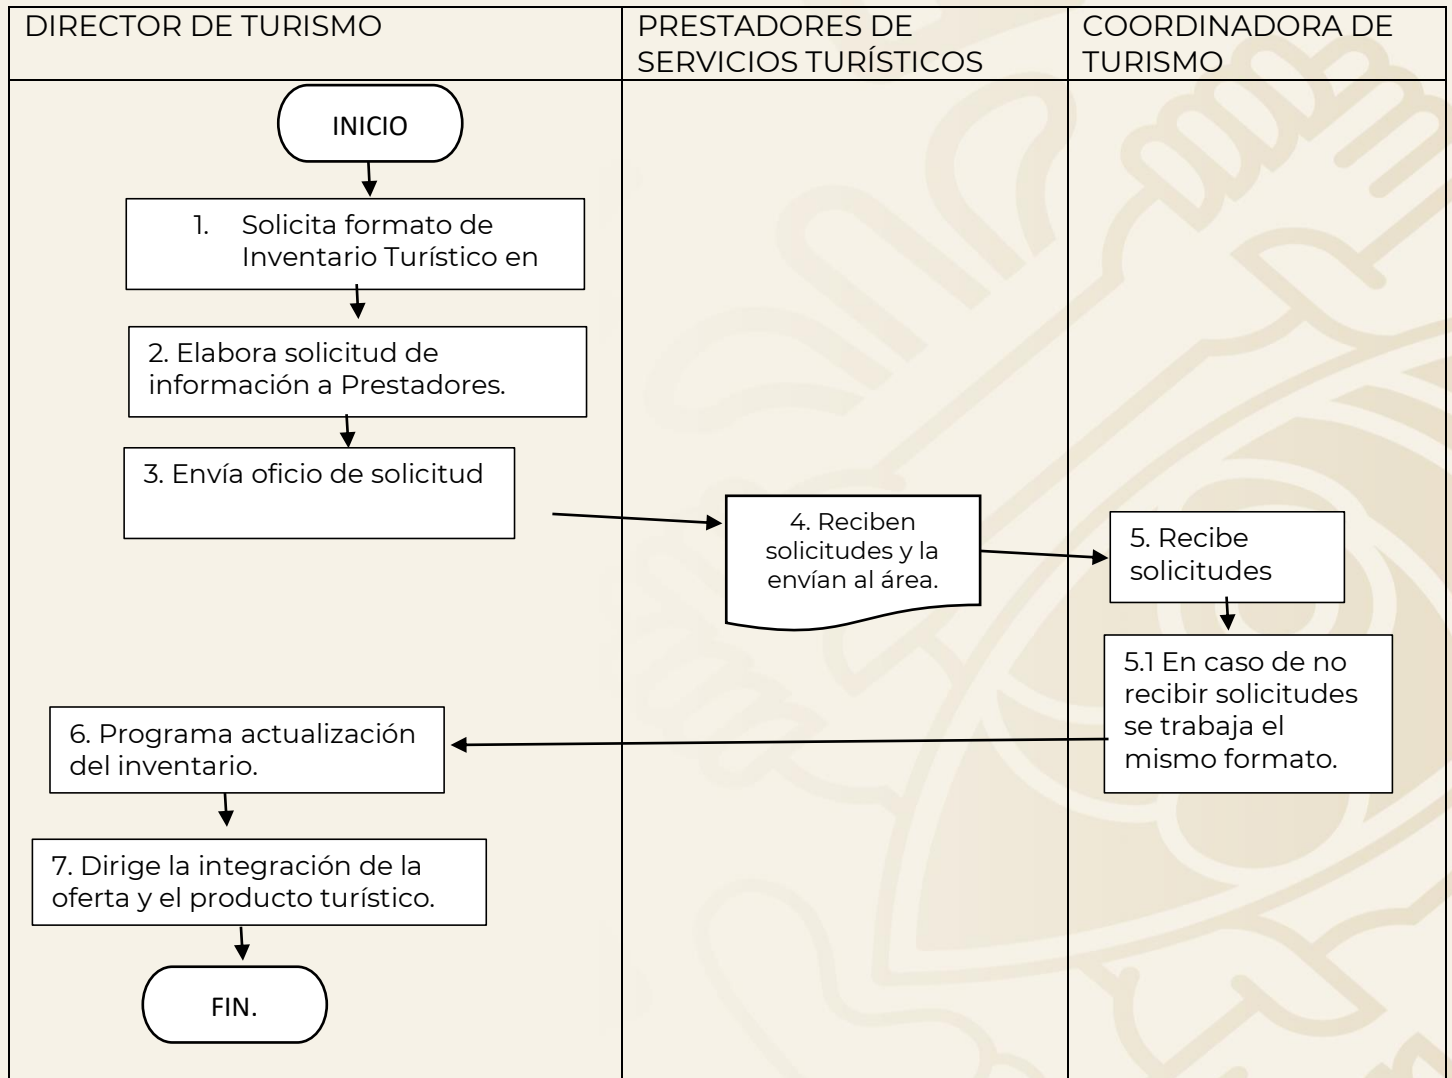 DIRECTOR DE TURISMO
PRESTADORES DE
SERVICIOS TURÍSTICOS
COORDINADORA DE
TURISMO
INICIO
1. Solicita formato de
Inventario Turístico en
2. Elabora solicitud de
información a Prestadores.
3. Envía oficio de solicitud
4. Reciben
solicitudes y la
envían al área.
5. Recibe
solicitudes
5.1 En caso de no
recibir solicitudes
se trabaja el
mismo formato.
6. Programa actualización
del inventario.
7. Dirige la integración de la
oferta y el producto turístico.
FIN.